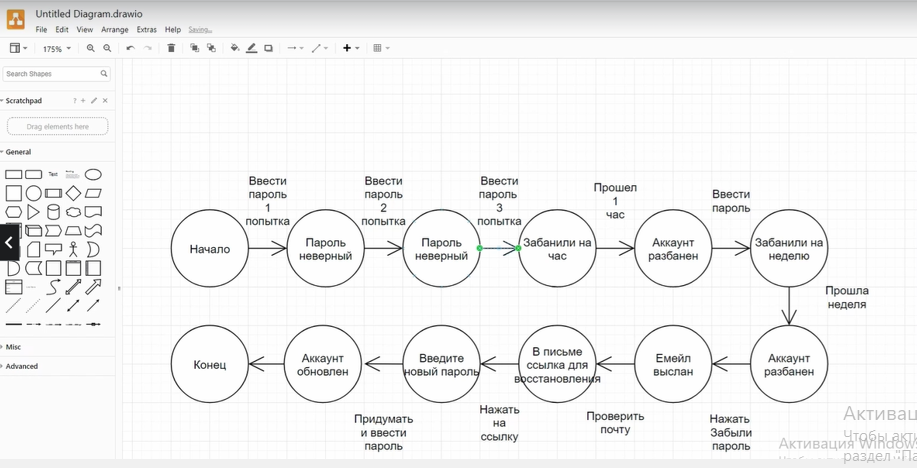 Untitled Diagram.drawio
File Edit View Arrange Extras Help Saving...
175%
Search Shapes
Scratchpad
Drag elements here
General
Text
Misc
Advanced
Ввести
пароль
1
попытка
Ввести
пароль
2
попытка
Ввести
пароль
3
попытка
Прошел
1
час
Ввести
пароль
Начало
Пароль
неверный
Пароль
неверный
Забанили на
час
Аккаунт
разбанен
Забанили на
неделю
Прошла
неделя
Конец
Аккаунт
обновлен
Введите
новый пароль
В письме
ссылка для
восстановления
Емейл
выслан
Аккаунт
разбанен
Придумать
и ввести
пароль
Нажать
на
ссылку
Проверить
почту
Нажать
Забыли
пароль
Активац
Чтобы акти
Активация Windows
раздел "Па